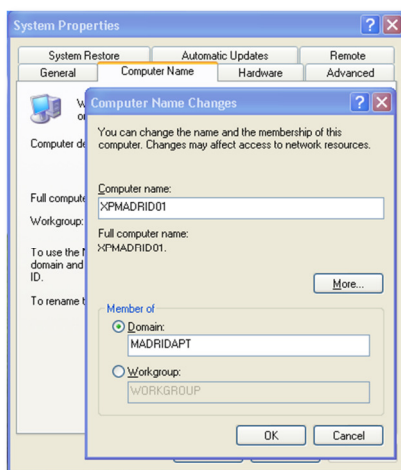 System Properties
System Restore Automatic Updates Remote
General Computer Name Hardware Advanced
Computer Name Changes
You can change the name and the membership of this
computer. Changes may affect access to network resources.
Computer de
Computer name:
XPMADRID01
Full compute
Workgroup:
Full computer name:
XPMADRID01.
To use the N
domain and
ID.
More...
To rename t
Member of
Domain:
MADRIDAPT
Workgroup:
WORKGROUP
OK Cancel